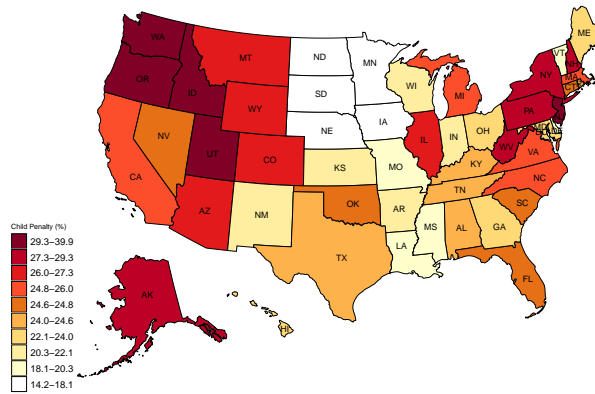 WA
OR
ID
MT
WY
NV
UT
CO
CA
AZ
NM
ND
SD
NE
KS
OK
TX
MN
IA
MO
AR
LA
WI
IL
MI
IN
OH
KY
TN
MS
AL
GA
FL
SC
NC
VA
WV
PA
NY
VT
NH
ME
MA
CT
AK
HI
Child Penalty (%)
29.3–39.9
27.3–29.3
26.0–27.3
24.8–26.0
24.6–24.8
24.0–24.6
22.1–24.0
20.3–22.1
18.1–20.3
14.2–18.1